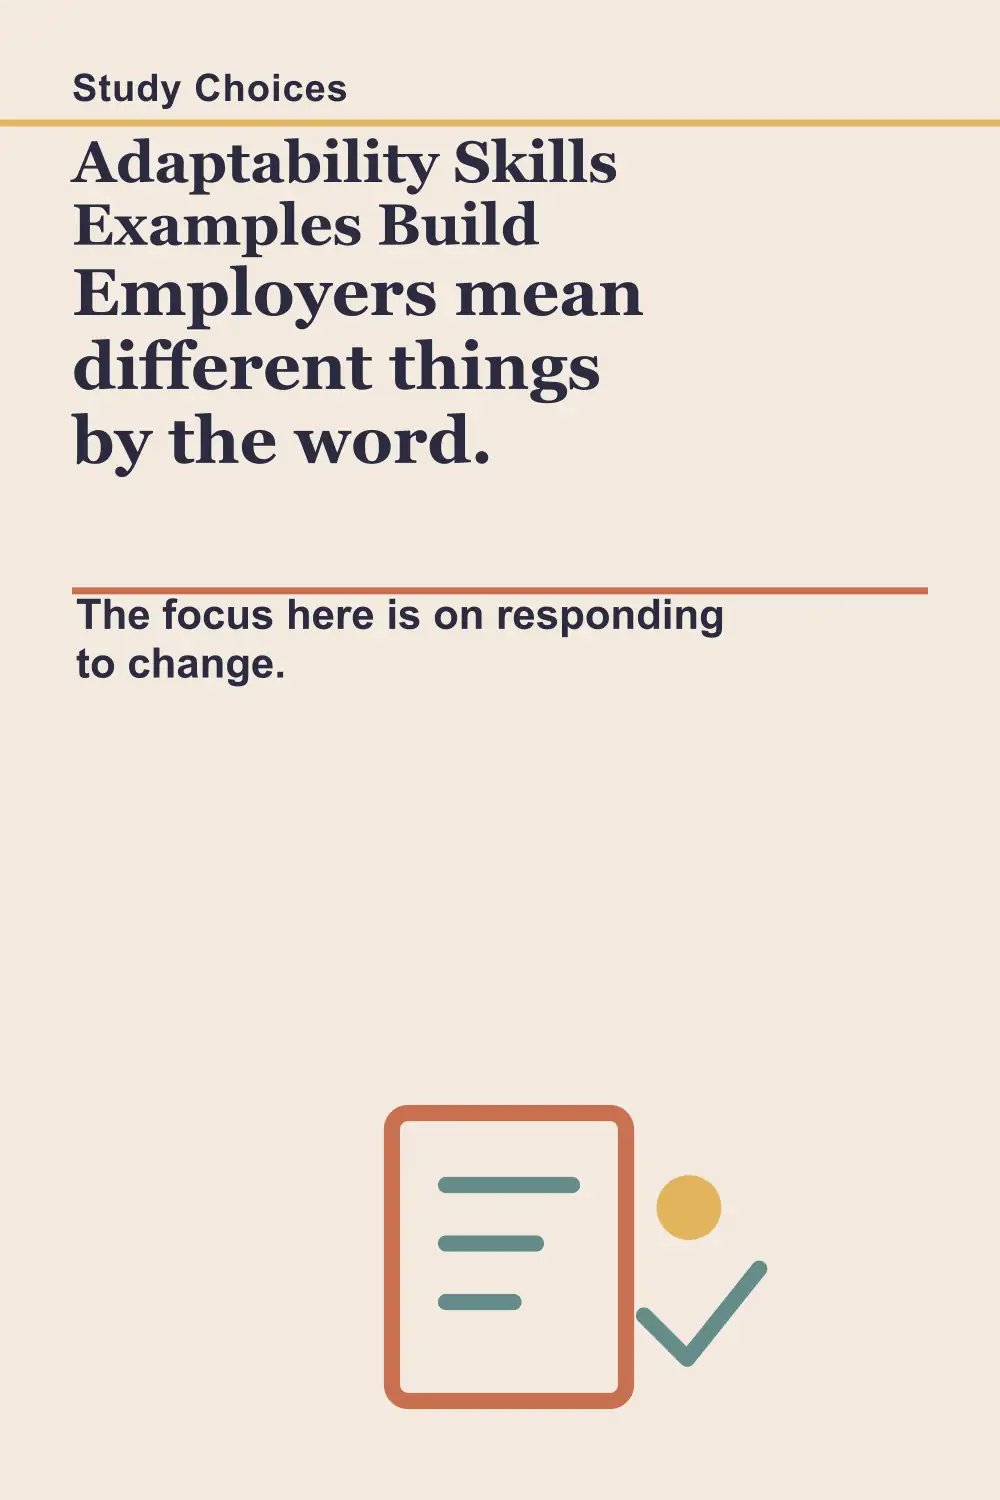 Study Choices
Adaptability Skills
Examples Build
Employers mean
different things
by the word.
The focus here is on responding
to change.